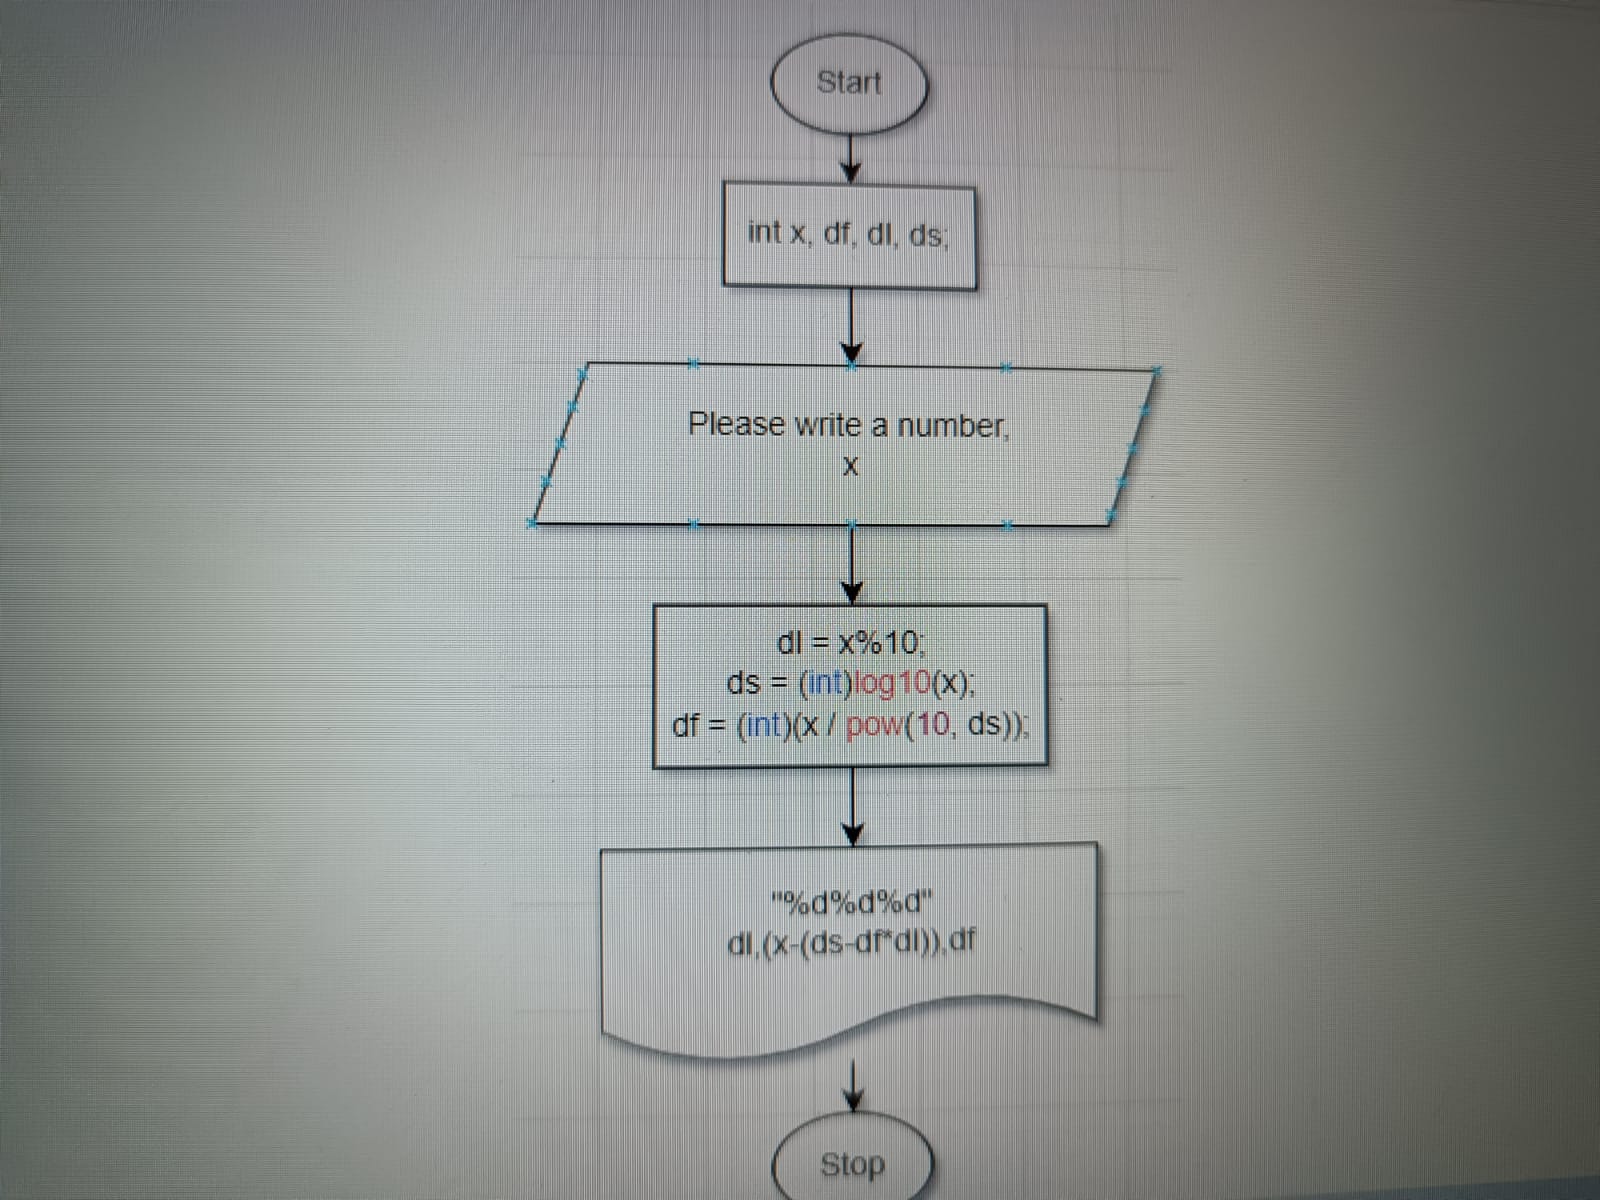 Start
int x, df, dl, ds;
Please write a number,
x
dl = x%10;
ds = (int)log10(x);
df = (int)(x / pow(10, ds));
"%d%d%d"
dl,(x-(ds-df*dl)),df
Stop